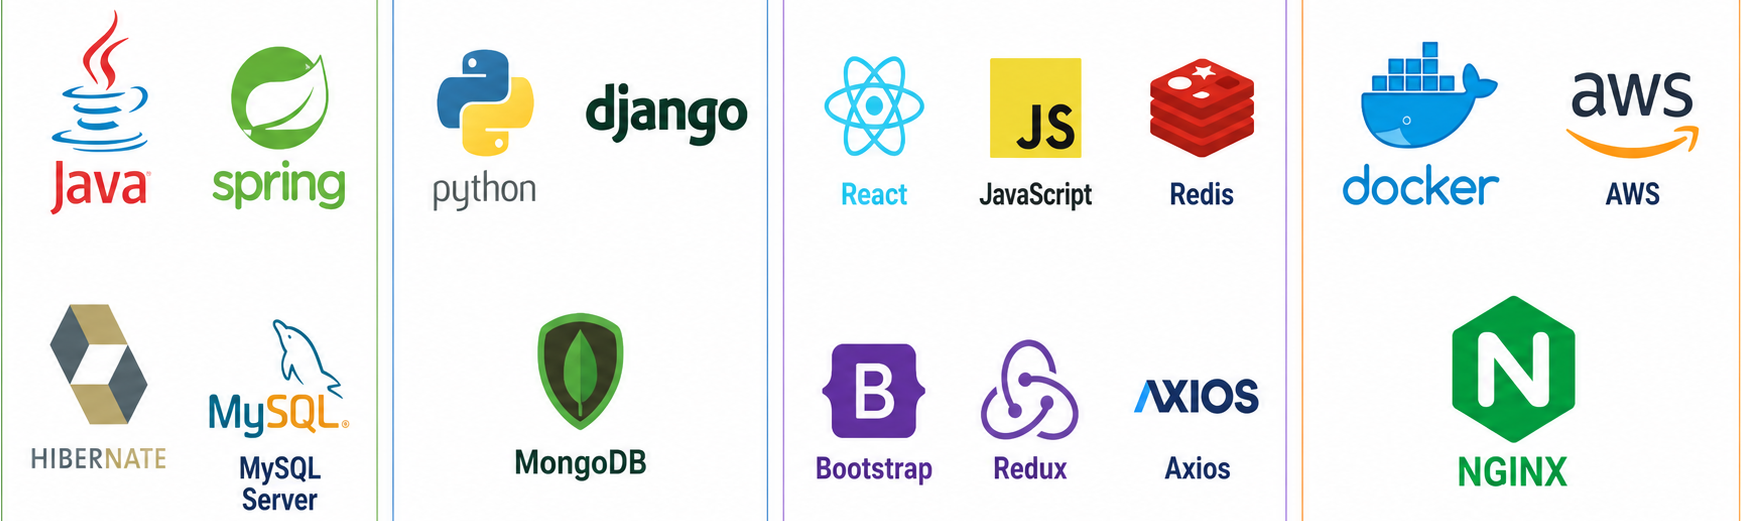 Java
spring
HIBERNATE
MySQL®
MySQL
Server
python
django
MongoDB
React
JS
JavaScript
Redis
B
Bootstrap
Redux
AXIOS
Axios
docker
aws
AWS
N
NGINX